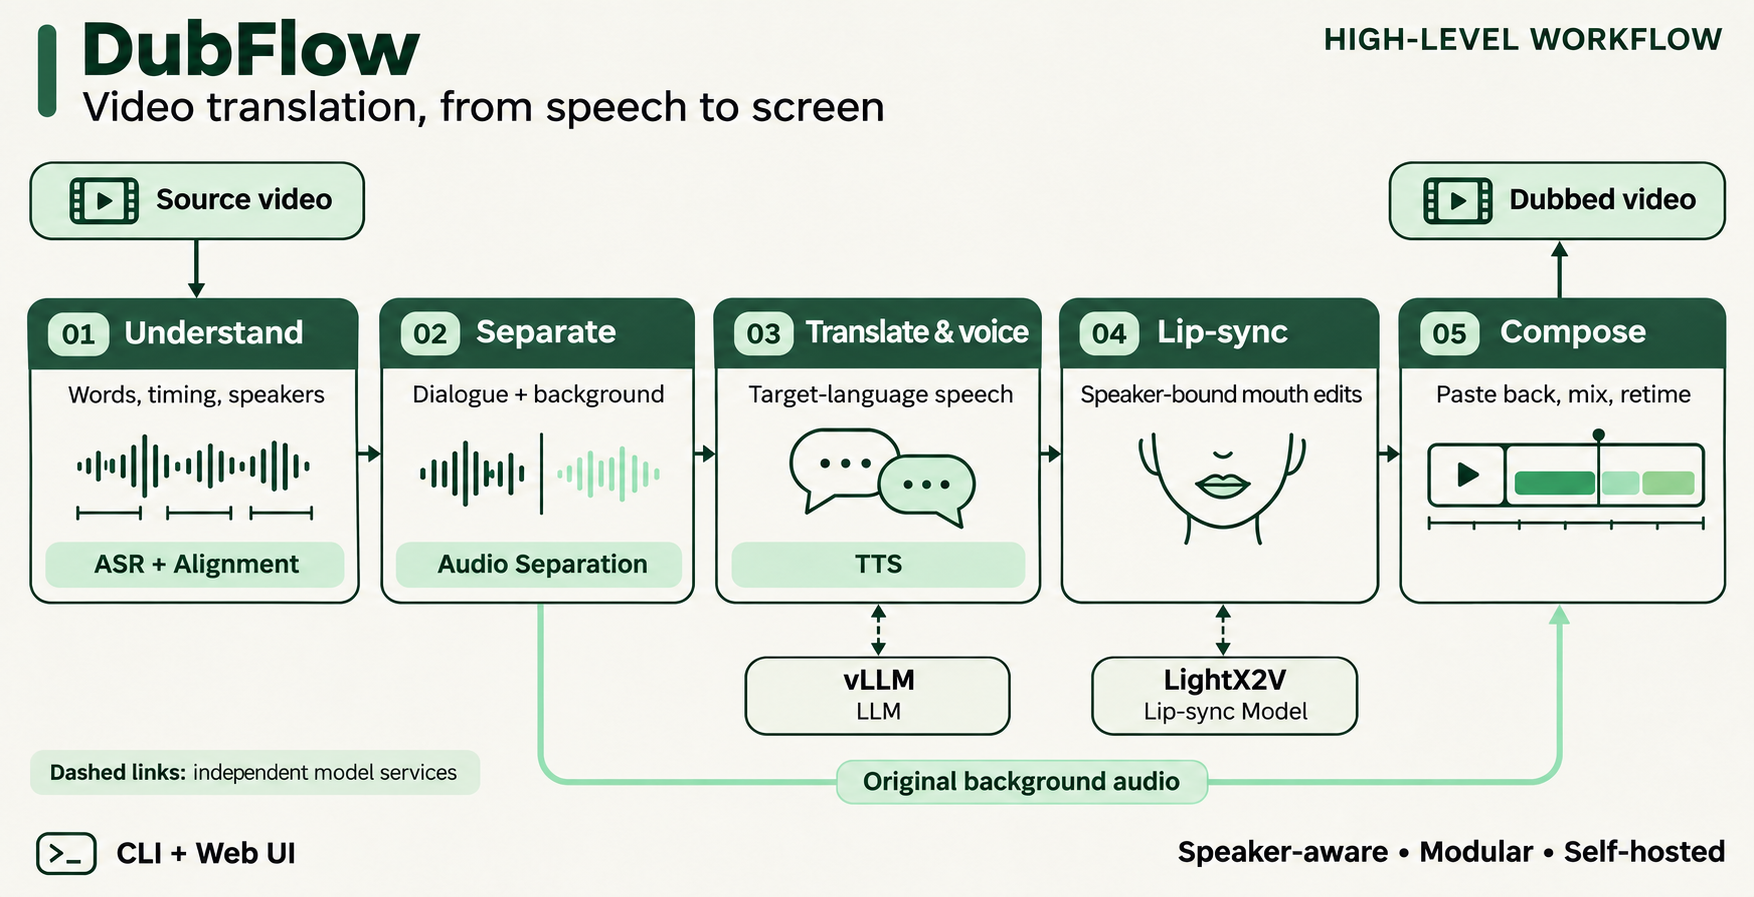 DubFlow
Video translation, from speech to screen
HIGH-LEVEL WORKFLOW
Source video
Dubbed video
01 Understand
Words, timing, speakers
ASR + Alignment
02 Separate
Dialogue + background
Audio Separation
03 Translate & voice
Target-language speech
TTS
04 Lip-sync
Speaker-bound mouth edits
05 Compose
Paste back, mix, retime
vLLM
LLM
LightX2V
Lip-sync Model
Dashed links: independent model services
Original background audio
CLI + Web UI
Speaker-aware • Modular • Self-hosted